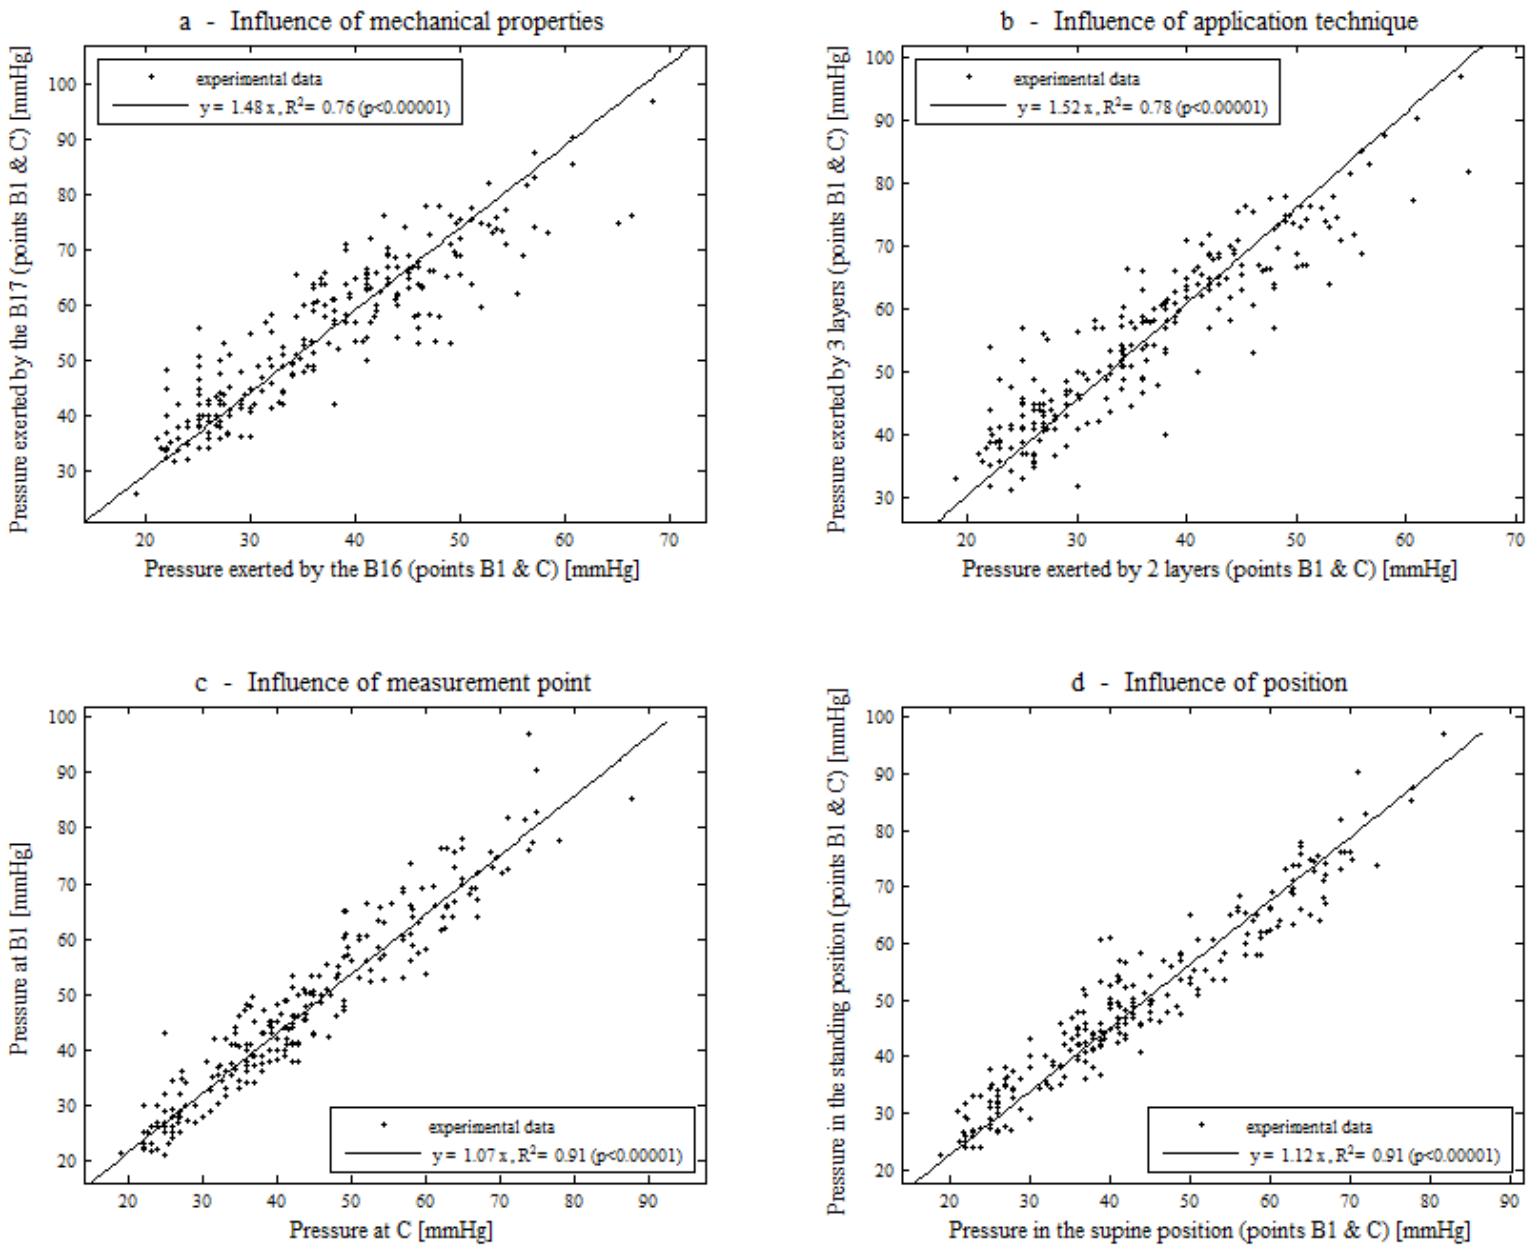 a - Influence of mechanical properties
Pressure exerted by the B17 (points B1 & C) [mmHg]
experimental data
y = 1.48 x, R²= 0.76 (p<0.00001)
100
90
80
70
60
50
40
30
20 30 40 50 60 70
Pressure exerted by the B16 (points B1 & C) [mmHg]
b - Influence of application technique
Pressure exerted by 3 layers (points B1 & C) [mmHg]
experimental data
y = 1.52 x, R²= 0.78 (p<0.00001)
100
90
80
70
60
50
40
30
20 30 40 50 60 70
Pressure exerted by 2 layers (points B1 & C) [mmHg]
c - Influence of measurement point
Pressure at B1 [mmHg]
100
90
80
70
60
50
40
30
20
experimental data
y = 1.07 x, R²= 0.91 (p<0.00001)
20 30 40 50 60 70 80 90
Pressure at C [mmHg]
d - Influence of position
Pressure in the standing position (points B1 & C) [mmHg]
100
90
80
70
60
50
40
30
20
experimental data
y = 1.12 x, R²= 0.91 (p<0.00001)
20 30 40 50 60 70 80 90
Pressure in the supine position (points B1 & C) [mmHg]